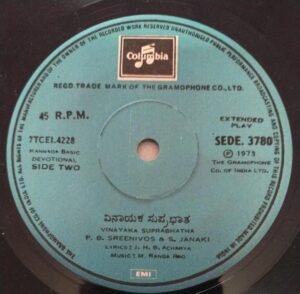 Columbia
REGD. TRADE MARK OF THE GRAMOPHONE CO., LTD.
45 R.P.M.
7TCEI.4228
KANNADA BASIC
DEVOTIONAL
SIDE TWO
EXTENDED
PLAY
SEDE. 3780
Ⓟ 1975
THE GRAMOPHONE
CO. OF INDIA LTD.
ವಿನಾಯಕ ಸುಪ್ರಭಾತ
VINAYAKA SUPRABHATHA
P. B. SREENIVOS & S. JANAKI
LYRICS: J. H. B. ACHARYA
MUSIC: M. RANGA RAO
EMI